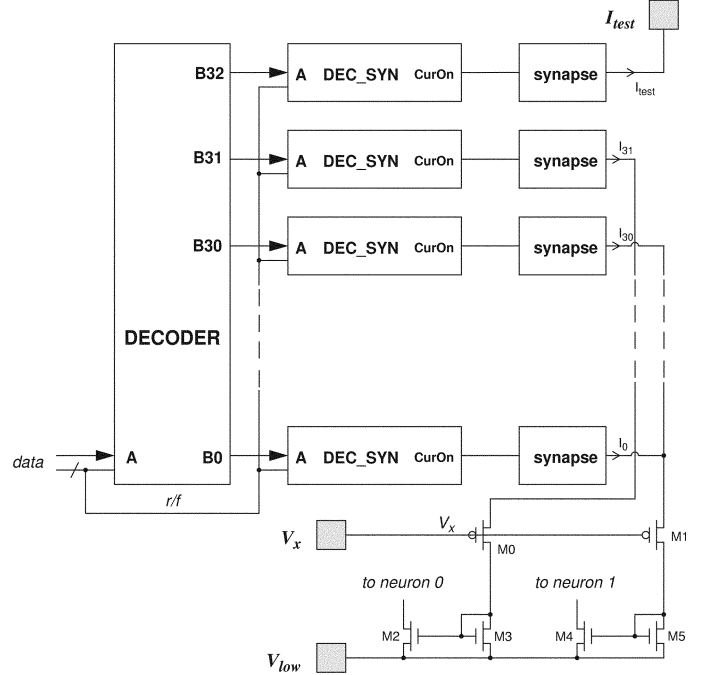 I_test
B32 A DEC_SYN CurOn synapse
I_test
B31 A DEC_SYN CurOn synapse I_31
B30 A DEC_SYN CurOn synapse I_30
DECODER
data A B0 A DEC_SYN CurOn synapse I_0
r/f
V_x V_x M0 M1
to neuron 0 to neuron 1
M2 M3 M4 M5
V_low